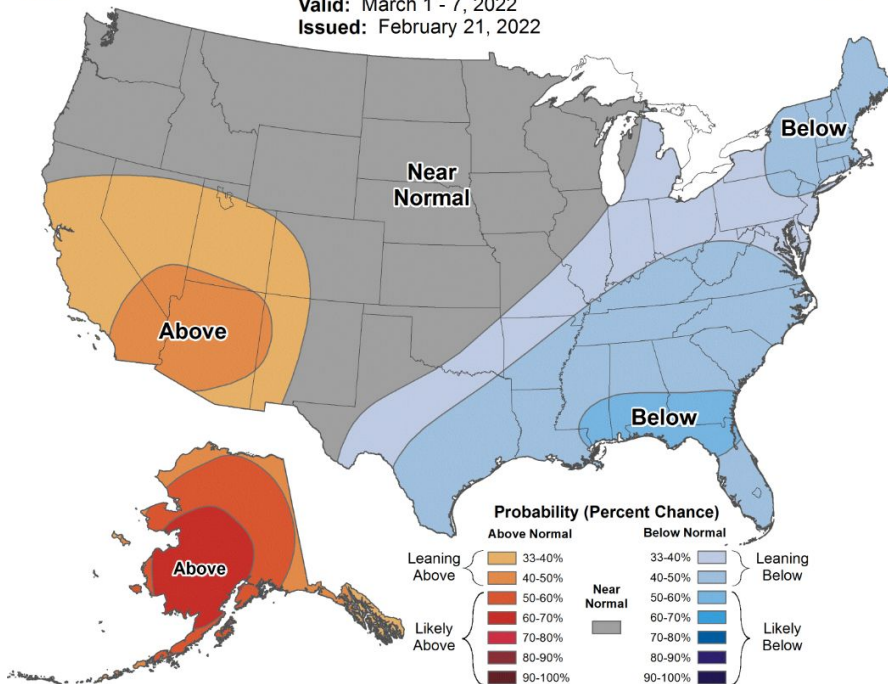 Valid: March 1 - 7, 2022
Issued: February 21, 2022
Below
Near
Normal
Above
Below
Above
Probability (Percent Chance)
Above Normal
Below Normal
Leaning
Above
33-40%
40-50%
Likely
Above
50-60%
60-70%
70-80%
80-90%
90-100%
Near
Normal
33-40%
40-50%
Leaning
Below
50-60%
60-70%
70-80%
80-90%
90-100%
Likely
Below